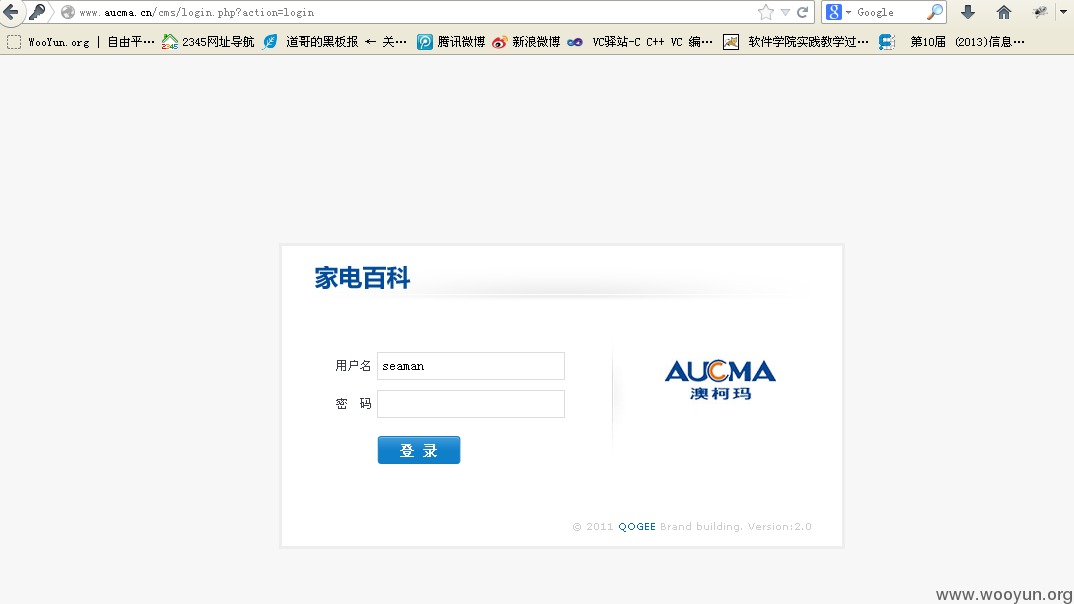 www.aucma.cn/cms/login.php?action=login
Google
WooYun.org | 自由平… 2345网址导航 道哥的黑板报 ← 关… 腾讯微博 新浪微博 VC驿站-C C++ VC 编… 软件学院实践教学过… 第10届 (2013)信息…
家电百科
用户名 seaman
密 码
登 录
AUCMA
澳柯玛
© 2011 QOGEE Brand building. Version:2.0
www.wooyun.org